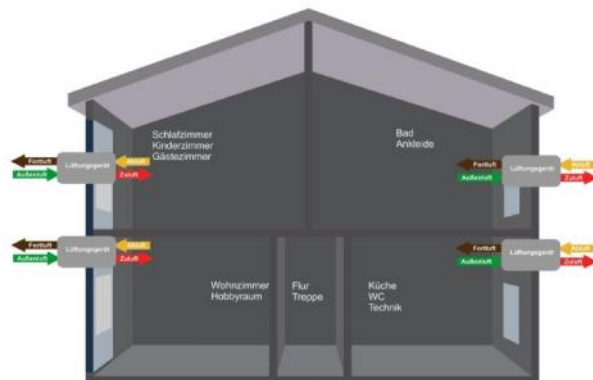 Schlafzimmer
Kinderzimmer
Gästezimmer
Bad
Ankleide
Fortluft
Lüftungsgerät
Abluft
Außenluft
Zuluft
Fortluft
Lüftungsgerät
Abluft
Außenluft
Zuluft
Fortluft
Lüftungsgerät
Abluft
Außenluft
Zuluft
Fortluft
Lüftungsgerät
Abluft
Außenluft
Zuluft
Wohnzimmer
Hobbyraum
Flur
Treppe
Küche
WC
Technik